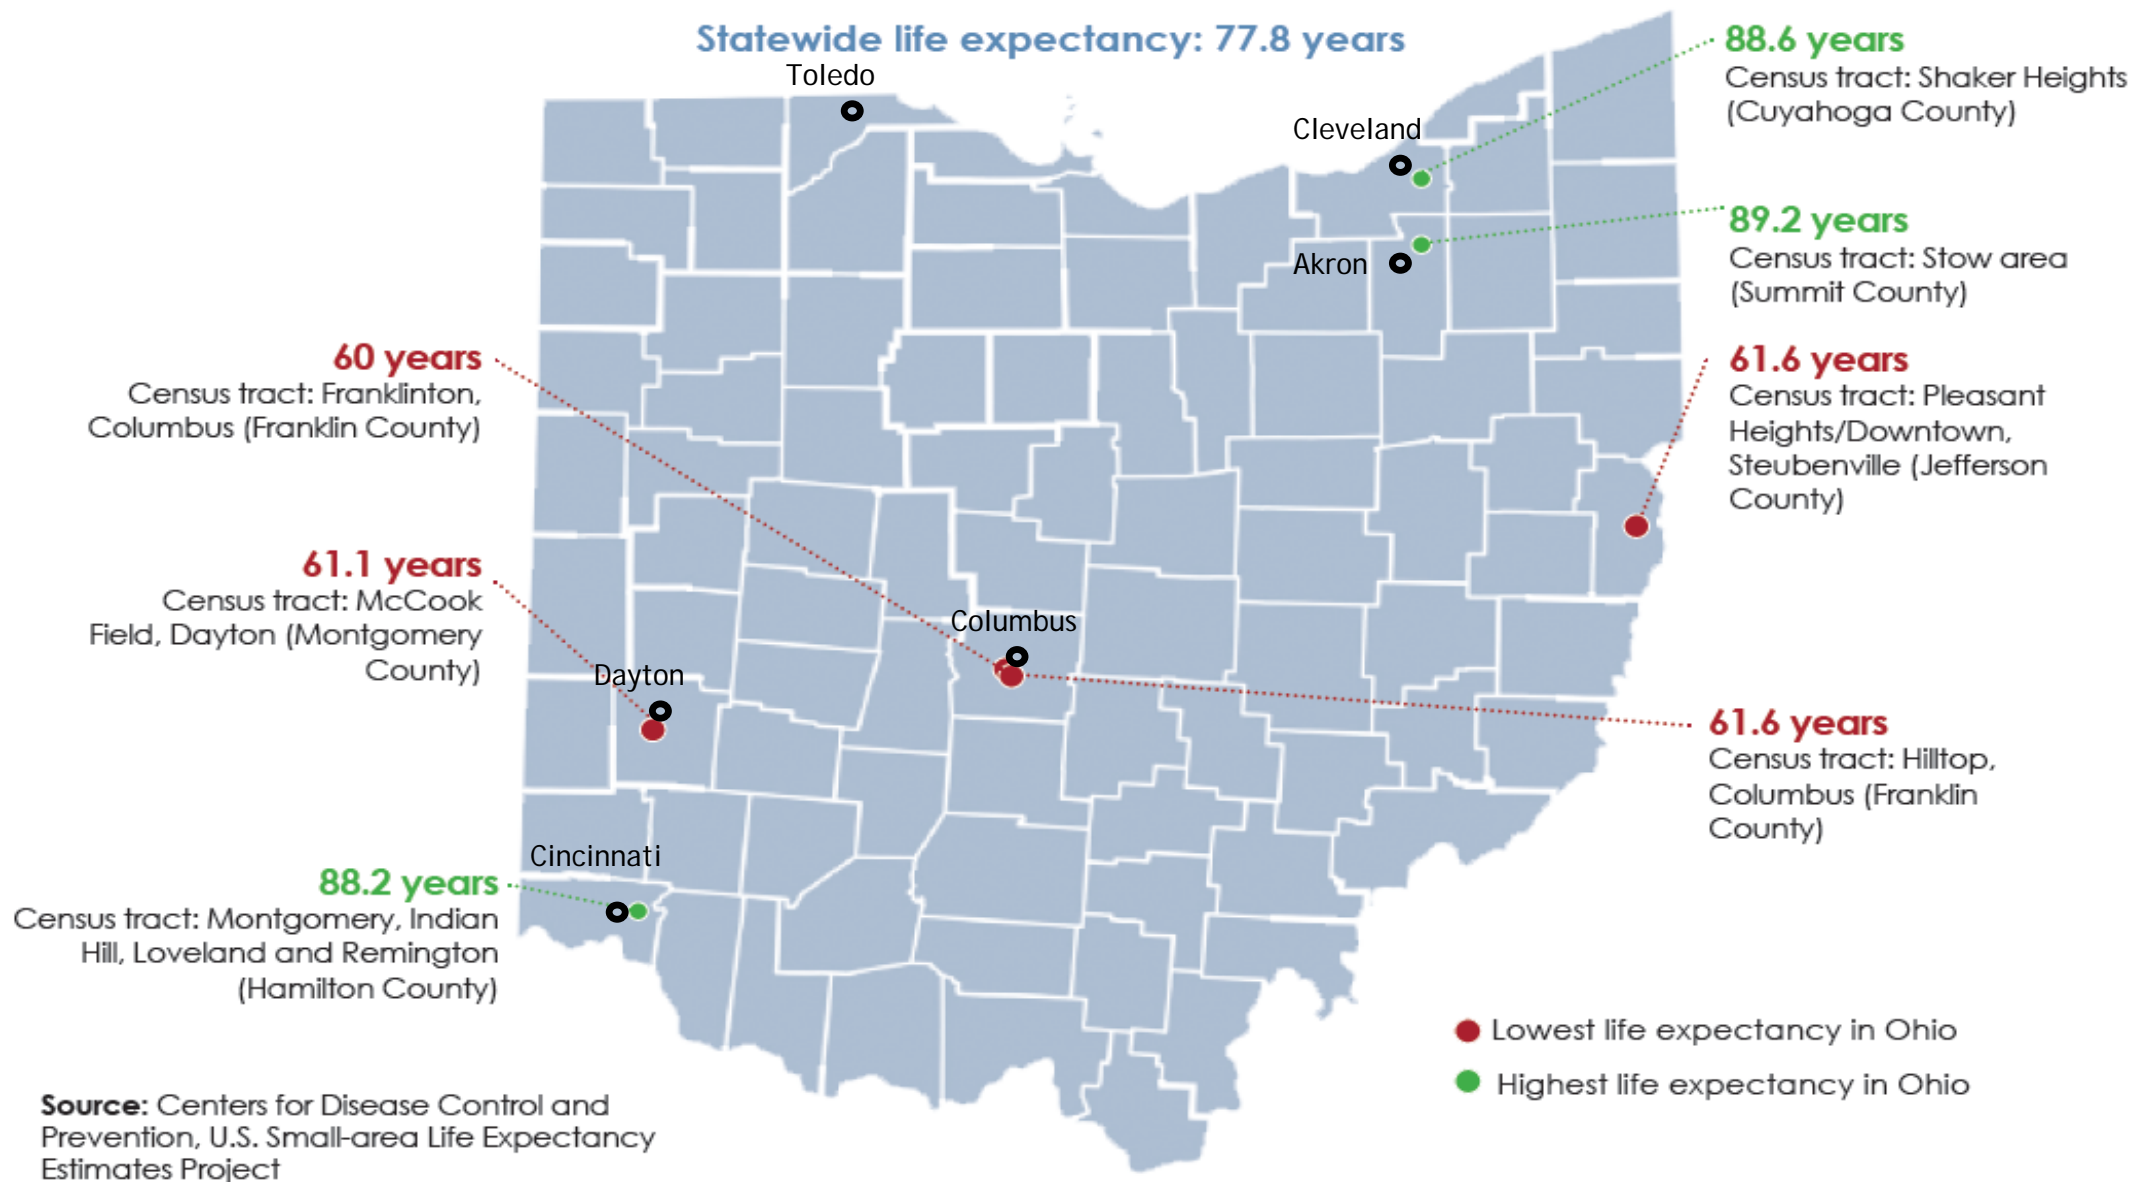 Statewide life expectancy: 77.8 years
Toledo
Cleveland
Akron
Columbus
Dayton
Cincinnati
88.6 years
Census tract: Shaker Heights
(Cuyahoga County)
89.2 years
Census tract: Stow area
(Summit County)
61.6 years
Census tract: Pleasant
Heights/Downtown,
Steubenville (Jefferson
County)
61.6 years
Census tract: Hilltop,
Columbus (Franklin
County)
60 years
Census tract: Franklinton,
Columbus (Franklin County)
61.1 years
Census tract: McCook
Field, Dayton (Montgomery
County)
88.2 years
Census tract: Montgomery, Indian
Hill, Loveland and Remington
(Hamilton County)
Lowest life expectancy in Ohio
Highest life expectancy in Ohio
Source: Centers for Disease Control and
Prevention, U.S. Small-area Life Expectancy
Estimates Project